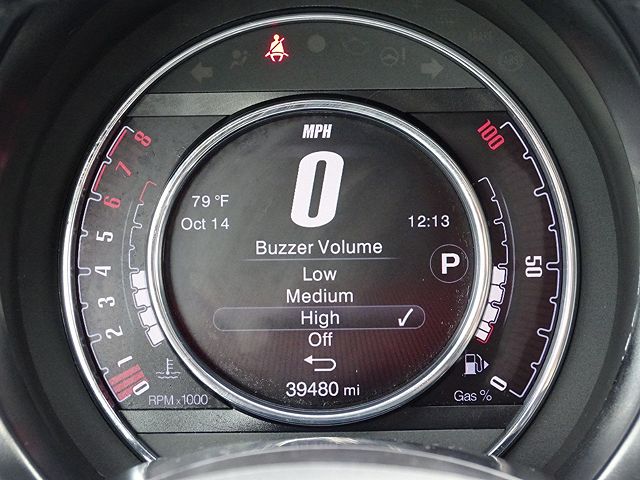 MPH
0
79 °F
Oct 14
12:13
Buzzer Volume
Low
Medium
High ✓
Off
39480 mi
P
8
7
6
5
4
3
2
1
0
RPM x1000
100
50
0
Gas %